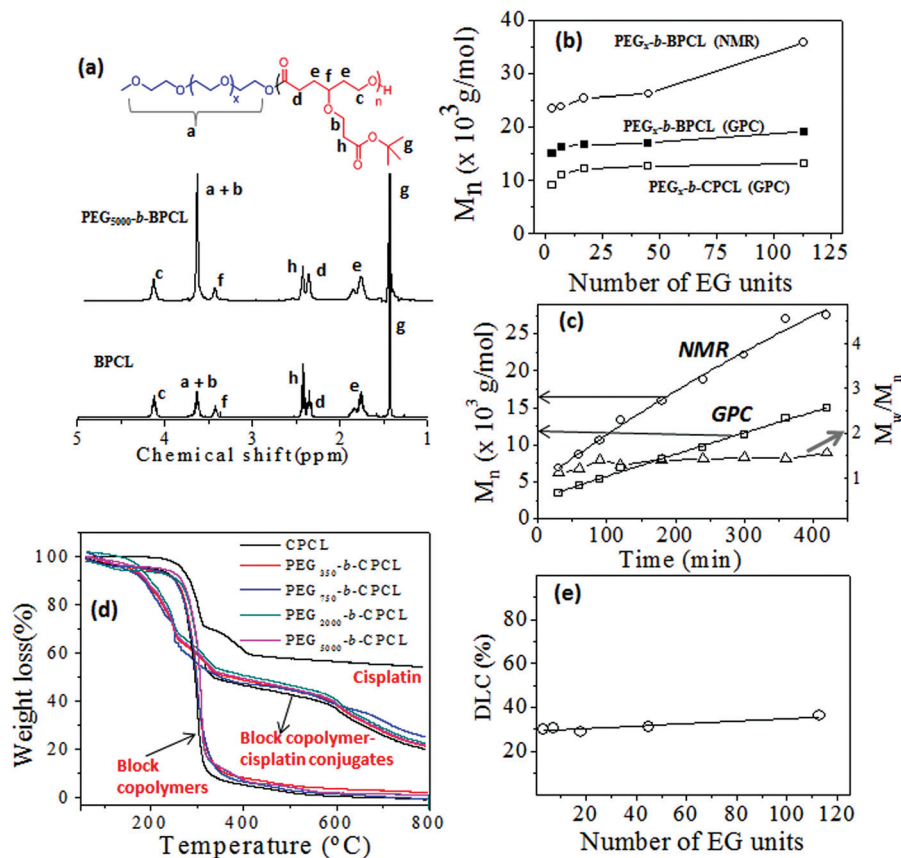 (a)
O
e
f
e
O
H
O
O
O
O
x
n
d
c
O
b
a
h
O
g
O
g
a + b
PEG5000-b-BPCL
h
d
e
c
f
g
BPCL
a + b
h
e
c
f
d
5
4
3
2
1
Chemical shift(ppm)
(b)
PEGx-b-BPCL (NMR)
PEGx-b-BPCL (GPC)
PEGx-b-CPCL (GPC)
Mn (x 10^3 g/mol)
40
30
20
10
0
0 25 50 75 100 125
Number of EG units
(c)
NMR
GPC
Mn (x 10^3 g/mol)
25
20
15
10
5
0
4
3
2
1
Mw/Mn
0 100 200 300 400
Time (min)
(d)
CPCL
PEG350-b-CPCL
PEG750-b-CPCL
PEG2000-b-CPCL
PEG5000-b-CPCL
Cisplatin
Block copolymer-
cisplatin conjugates
Block
copolymers
Weight loss(%)
100
80
60
40
20
0
200 400 600 800
Temperature (°C)
(e)
DLC (%)
80
60
40
20
18 40 60 80 100 120
Number of EG units